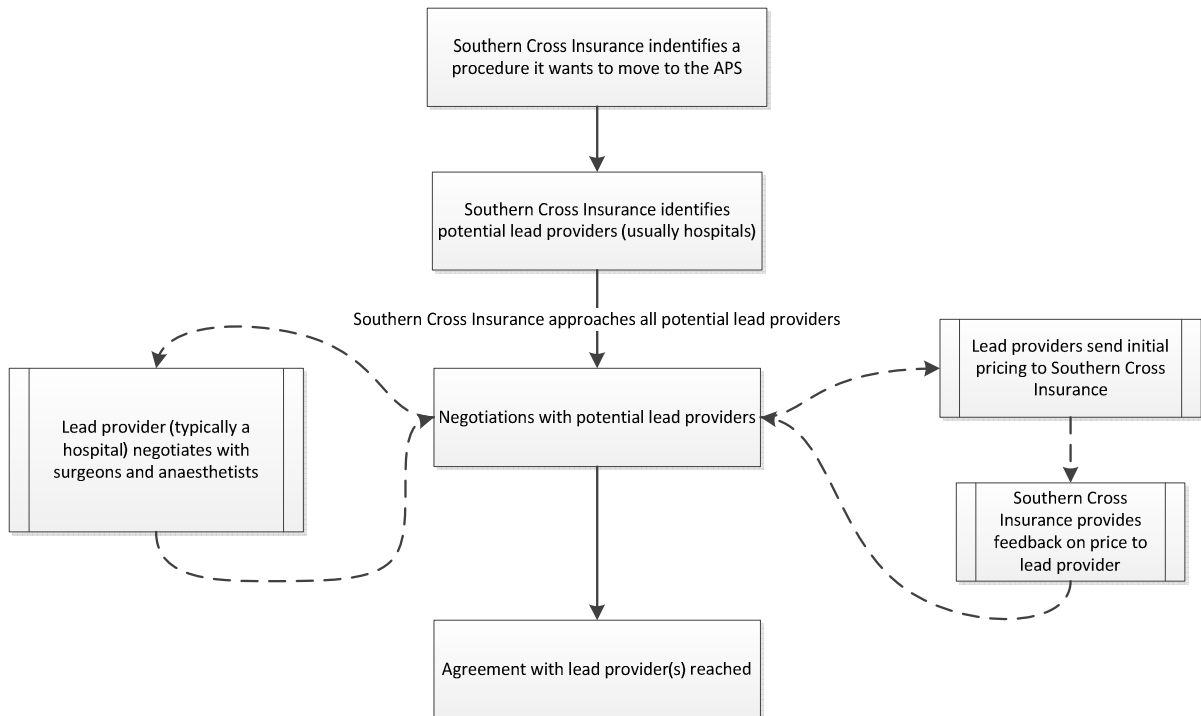 Southern Cross Insurance indentifies a
procedure it wants to move to the APS
Southern Cross Insurance identifies
potential lead providers (usually hospitals)
Southern Cross Insurance approaches all potential lead providers
Lead provider (typically a
hospital) negotiates with
surgeons and anaesthetists
Negotiations with potential lead providers
Lead providers send initial
pricing to Southern Cross
Insurance
Southern Cross
Insurance provides
feedback on price to
lead provider
Agreement with lead provider(s) reached